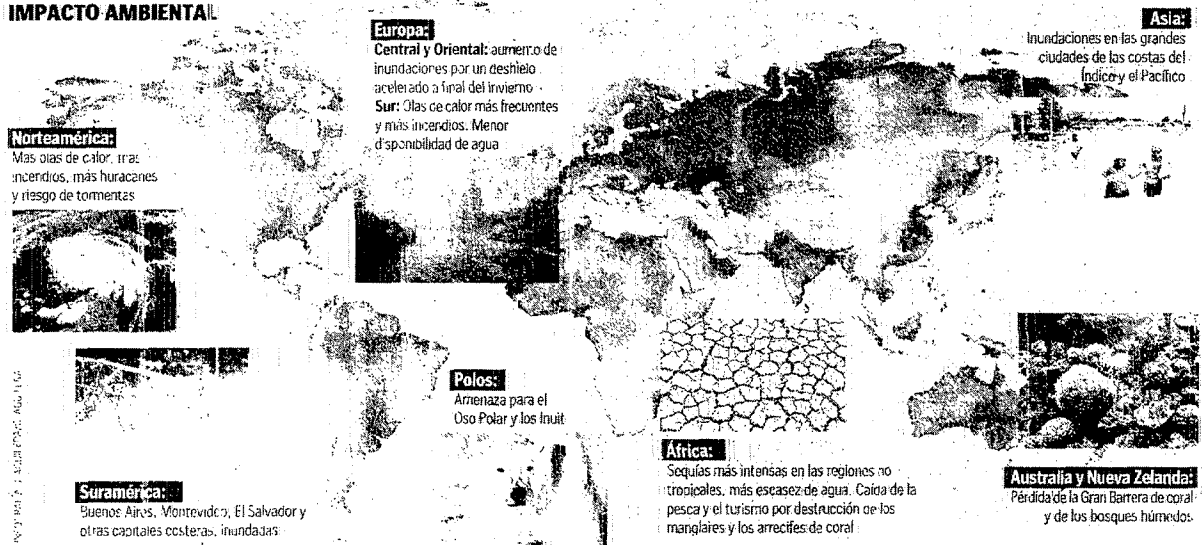 IMPACTO AMBIENTAL
Europa:
Central y Oriental: aumento de
inundaciones por un deshielo
acelerado a final del invierno
Sur: Olas de calor más frecuentes
y más incendios. Menor
disponibilidad de agua
Asia:
Inundaciones en las grandes
ciudades de las costas del
Índico y el Pacífico
Norteamérica:
Mas olas de calor, mas
incendios, más huracanes
y riesgo de tormentas
Polos:
Amenaza para el
Oso Polar y los Inuit
África:
Sequías más intensas en las regiones no
tropicales, más escasez de agua. Caída de la
pesca y el turismo por destrucción de los
manglares y los arrecifes de coral
Australia y Nueva Zelanda:
Pérdida de la Gran Barrera de coral
y de los bosques húmedos
Suramérica:
Buenos Aires, Montevideo, El Salvador y
otras capitales costeras, inundadas